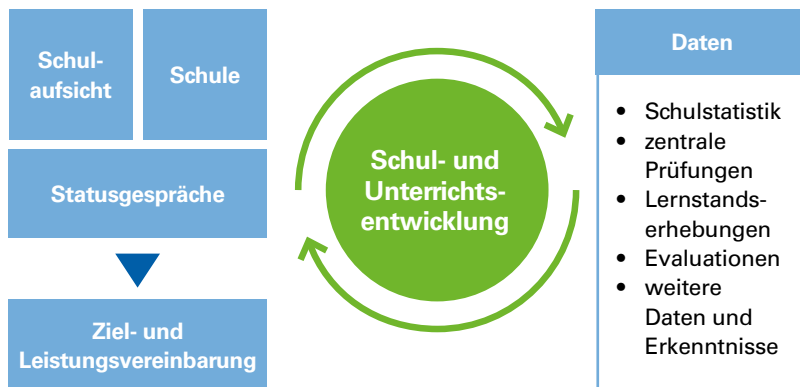 Schul-
aufsicht
Schule
Statusgespräche
Ziel- und
Leistungsvereinbarung
Schul- und
Unterrichts-
entwicklung
Daten
• Schulstatistik
• zentrale
Prüfungen
• Lernstands-
erhebungen
• Evaluationen
• weitere
Daten und
Erkenntnisse